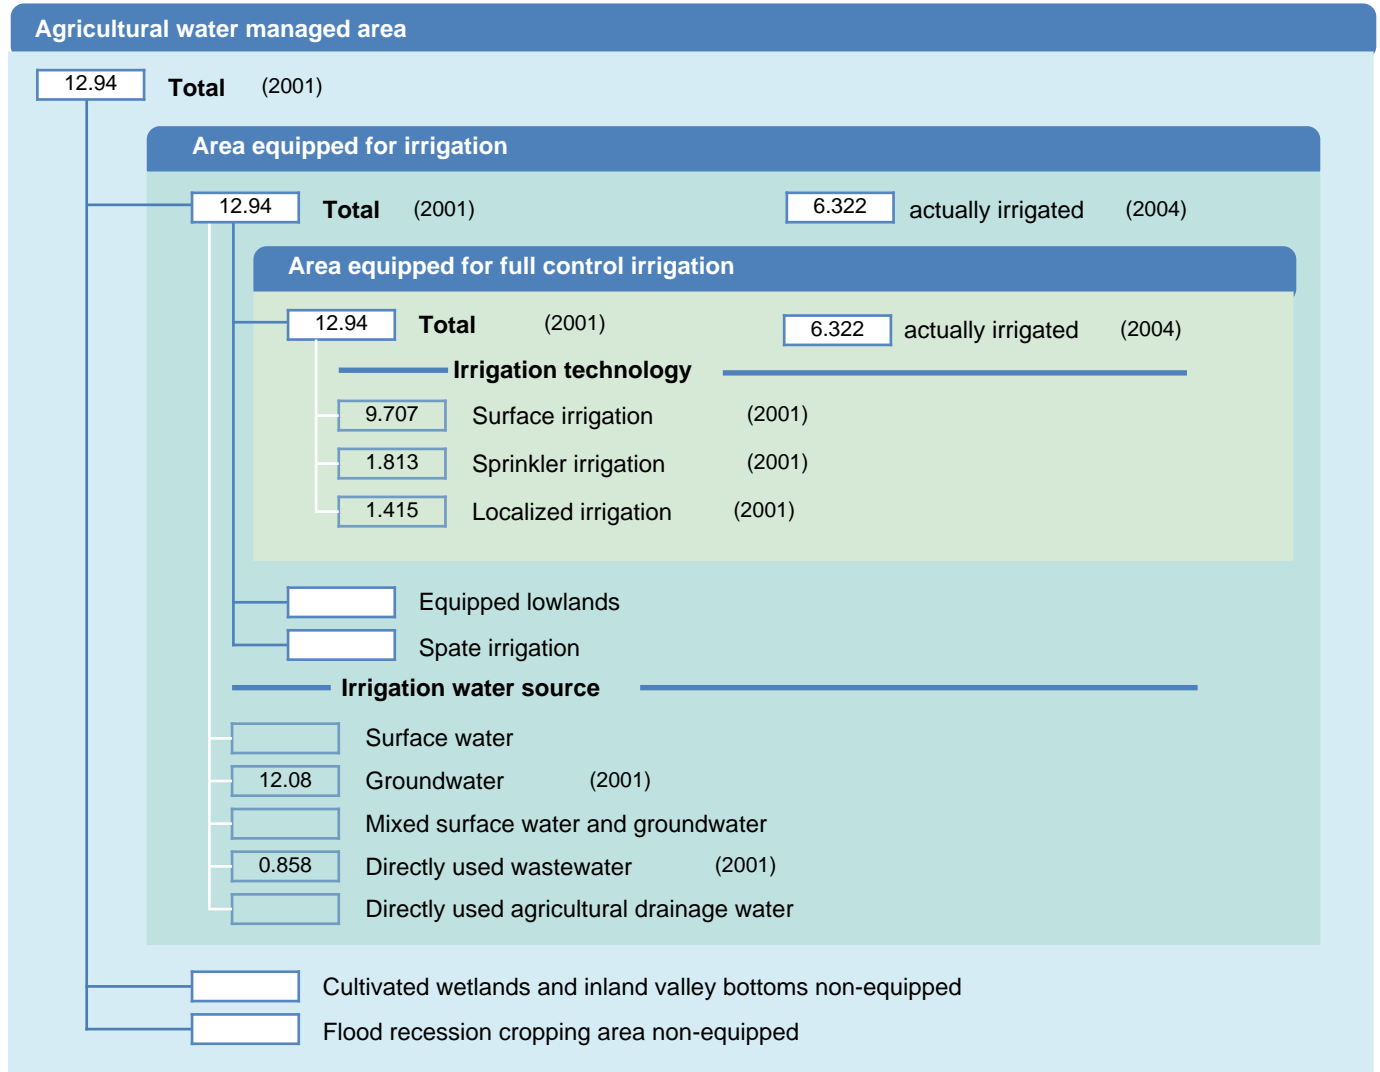 Agricultural water managed area
12.94 Total (2001)
Area equipped for irrigation
12.94 Total (2001) 6.322 actually irrigated (2004)
Area equipped for full control irrigation
12.94 Total (2001) 6.322 actually irrigated (2004)
Irrigation technology
9.707 Surface irrigation (2001)
1.813 Sprinkler irrigation (2001)
1.415 Localized irrigation (2001)
Equipped lowlands
Spate irrigation
Irrigation water source
Surface water
12.08 Groundwater (2001)
Mixed surface water and groundwater
0.858 Directly used wastewater (2001)
Directly used agricultural drainage water
Cultivated wetlands and inland valley bottoms non-equipped
Flood recession cropping area non-equipped